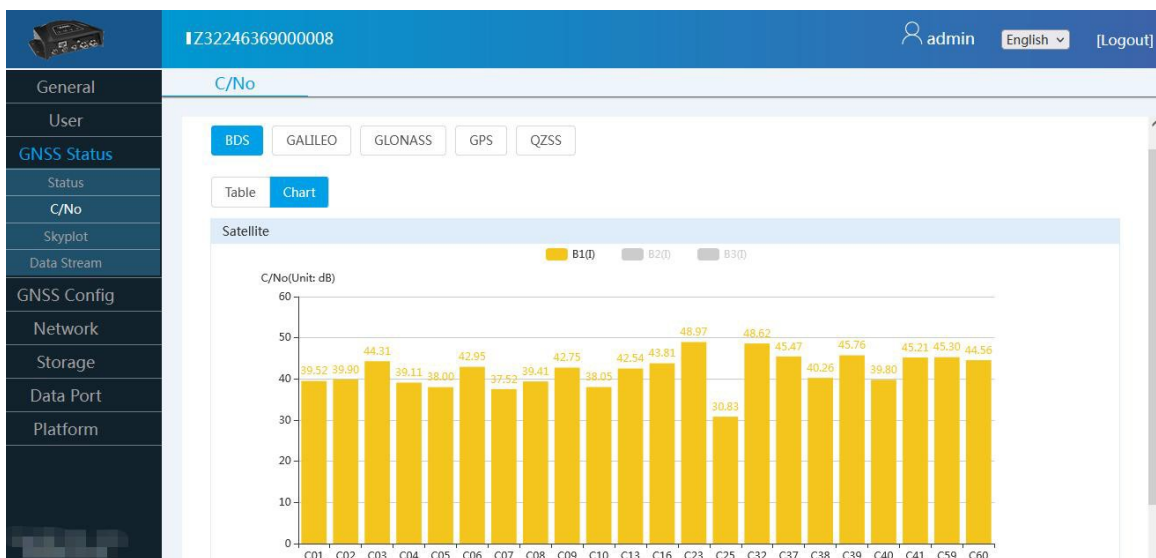 IZ32246369000008
admin
English
[Logout]
General
User
GNSS Status
Status
C/No
Skyplot
Data Stream
GNSS Config
Network
Storage
Data Port
Platform
C/No
BDS GALILEO GLONASS GPS QZSS
Table Chart
Satellite
B1(I) B2(I) B3(I)
C/No(Unit: dB)
60
50
40
30
20
10
0
39.52 39.90 44.31 39.11 38.00 42.95 37.52 39.41 42.75 38.05 42.54 43.81 48.97 30.83 48.62 45.47 40.26 45.76 39.80 45.21 45.30 44.56
C01 C02 C03 C04 C05 C06 C07 C08 C09 C10 C13 C16 C23 C25 C32 C37 C38 C39 C40 C41 C59 C60